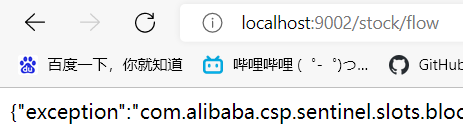 localhost:9002/stock/flow
百度一下，你就知道 哔哩哔哩 ( ゜- ゜)つ... GitHub
{"exception":"com.alibaba.csp.sentinel.slots.bloc